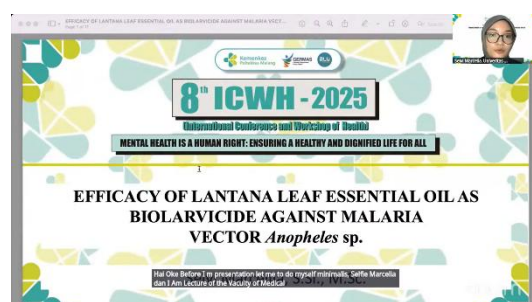 EFFICACY OF LANTANA LEAF ESSENTIAL OIL AS BIOLARVICIDE AGAINST MALARIA VECT...
Kemenkes
GERMAS
BLU
8th ICWH - 2025
(International Conference and Workshop of Health)
MENTAL HEALTH IS A HUMAN RIGHT: ENSURING A HEALTHY AND DIGNIFIED LIFE FOR ALL
EFFICACY OF LANTANA LEAF ESSENTIAL OIL AS
BIOLARVICIDE AGAINST MALARIA
VECTOR Anopheles sp.
Hai Oke Before I m presentation let me to do myself minimalis, Selfie Marcella
dan I Am Lecture of the Vaculty of Medical